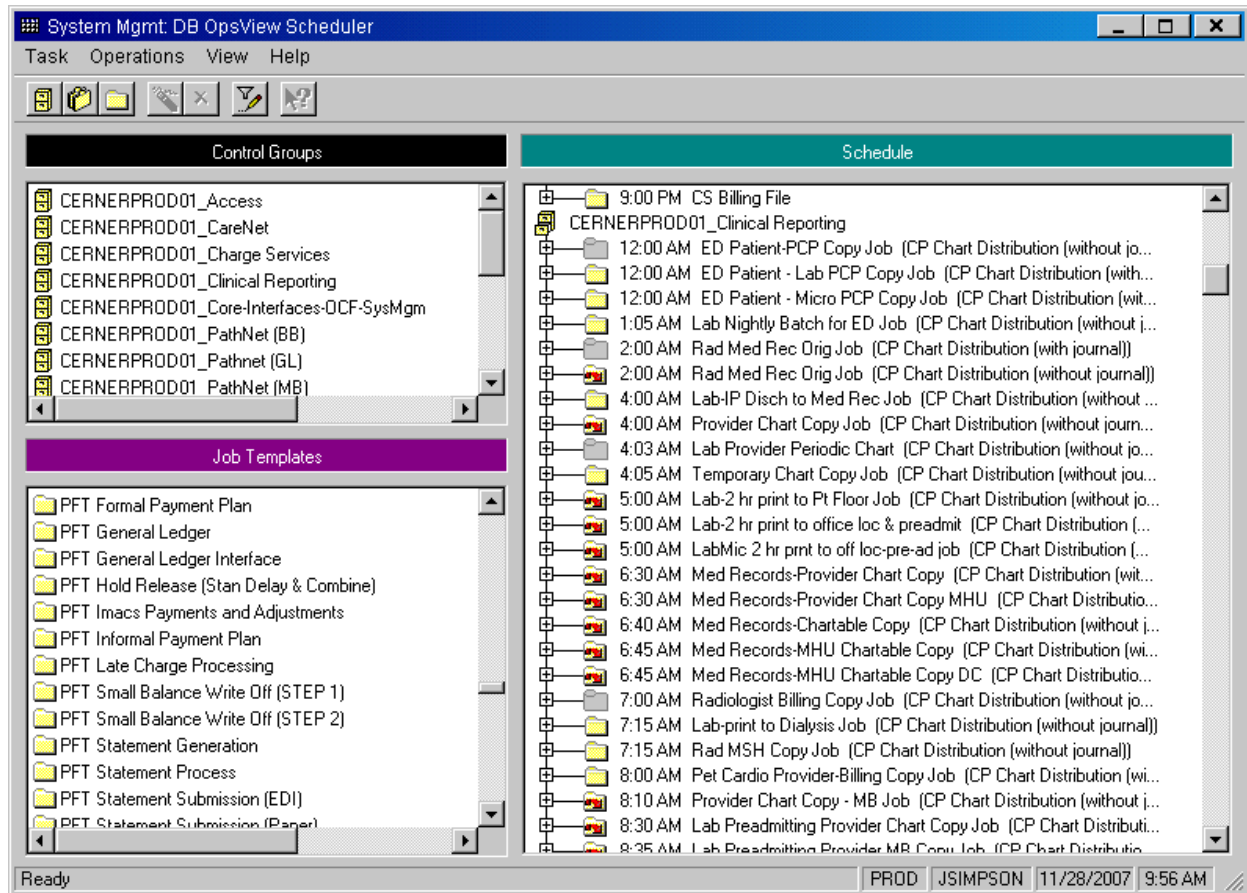 System Mgmt: DB OpsView Scheduler
Task Operations View Help
Control Groups
CERNERPROD01_Access
CERNERPROD01_CareNet
CERNERPROD01_Charge Services
CERNERPROD01_Clinical Reporting
CERNERPROD01_Core-Interfaces-OCF-SysMgm
CERNERPROD01_PathNet (BB)
CERNERPROD01_Pathnet (GL)
CERNERPROD01_PathNet (MB)
Job Templates
PFT Formal Payment Plan
PFT General Ledger
PFT General Ledger Interface
PFT Hold Release (Stan Delay & Combine)
PFT Imacs Payments and Adjustments
PFT Informal Payment Plan
PFT Late Charge Processing
PFT Small Balance Write Off (STEP 1)
PFT Small Balance Write Off (STEP 2)
PFT Statement Generation
PFT Statement Process
PFT Statement Submission (EDI)
PFT Statement Submission (Paper)
Schedule
9:00 PM CS Billing File
CERNERPROD01_Clinical Reporting
12:00 AM ED Patient-PCP Copy Job (CP Chart Distribution (without jo...
12:00 AM ED Patient - Lab PCP Copy Job (CP Chart Distribution (with...
12:00 AM ED Patient - Micro PCP Copy Job (CP Chart Distribution (wit...
1:05 AM Lab Nightly Batch for ED Job (CP Chart Distribution (without j...
2:00 AM Rad Med Rec Orig Job (CP Chart Distribution (with journal))
2:00 AM Rad Med Rec Orig Job (CP Chart Distribution (without journal))
4:00 AM Lab-IP Disch to Med Rec Job (CP Chart Distribution (without ...
4:00 AM Provider Chart Copy Job (CP Chart Distribution (without journ...
4:03 AM Lab Provider Periodic Chart (CP Chart Distribution (without jo...
4:05 AM Temporary Chart Copy Job (CP Chart Distribution (without jou...
5:00 AM Lab-2 hr print to Pt Floor Job (CP Chart Distribution (without jo...
5:00 AM Lab-2 hr print to office loc & preadmit (CP Chart Distribution (...
5:00 AM LabMic 2 hr prnt to off loc-pre-ad job (CP Chart Distribution (...
6:30 AM Med Records-Provider Chart Copy (CP Chart Distribution (wit...
6:30 AM Med Records-Provider Chart Copy MHU (CP Chart Distributio...
6:40 AM Med Records-Chartable Copy (CP Chart Distribution (without j...
6:45 AM Med Records-MHU Chartable Copy (CP Chart Distribution (wi...
6:45 AM Med Records-MHU Chartable Copy DC (CP Chart Distributio...
7:00 AM Radiologist Billing Copy Job (CP Chart Distribution (without jo...
7:15 AM Lab-print to Dialysis Job (CP Chart Distribution (without journal))
7:15 AM Rad MSH Copy Job (CP Chart Distribution (without journal))
8:00 AM Pet Cardio Provider-Billing Copy Job (CP Chart Distribution (wi...
8:10 AM Provider Chart Copy - MB Job (CP Chart Distribution (without j...
8:30 AM Lab Preadmitting Provider Chart Copy Job (CP Chart Distributi...
8:35 AM Lab Preadmitting Provider MB Copy Job (CP Chart Distributio
Ready PROD JSIMPSON 11/28/2007 9:56 AM